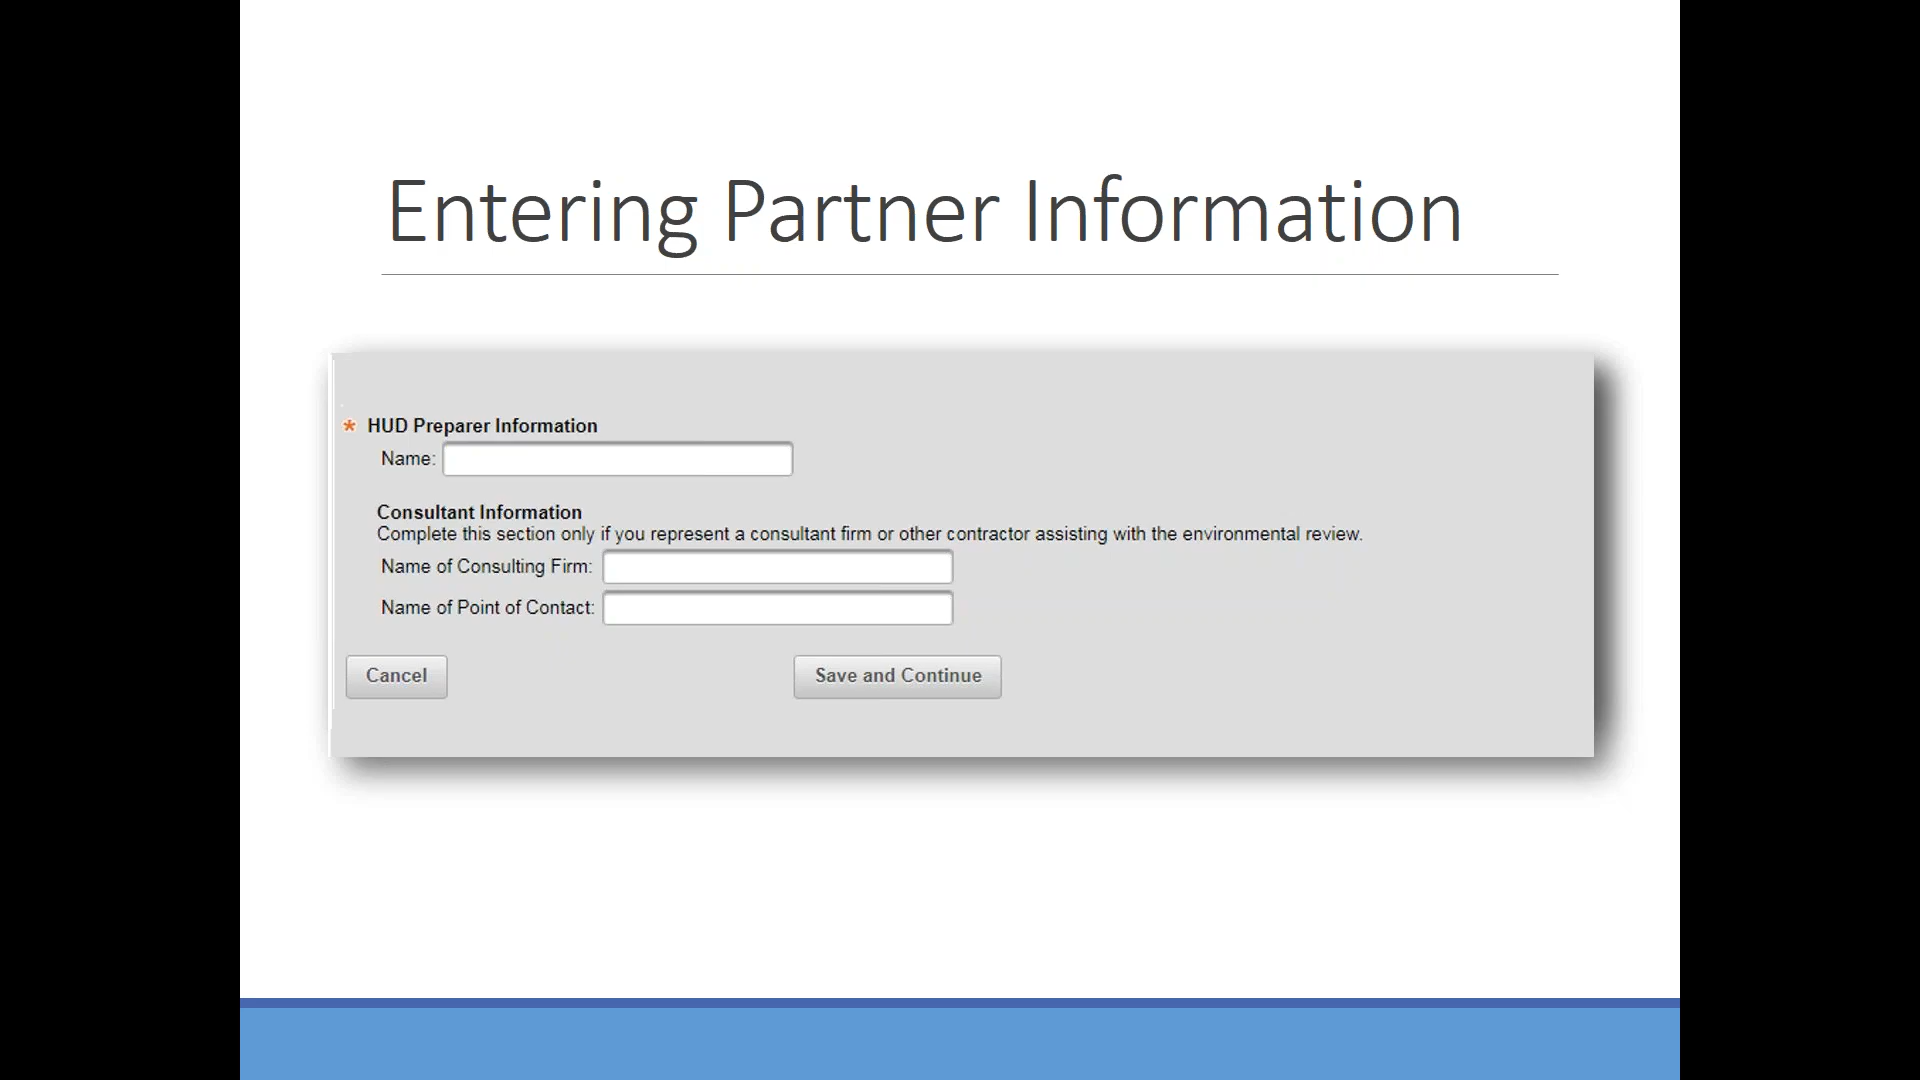 Entering Partner Information
* HUD Preparer Information
Name:
Consultant Information
Complete this section only if you represent a consultant firm or other contractor assisting with the environmental review.
Name of Consulting Firm:
Name of Point of Contact:
Cancel Save and Continue